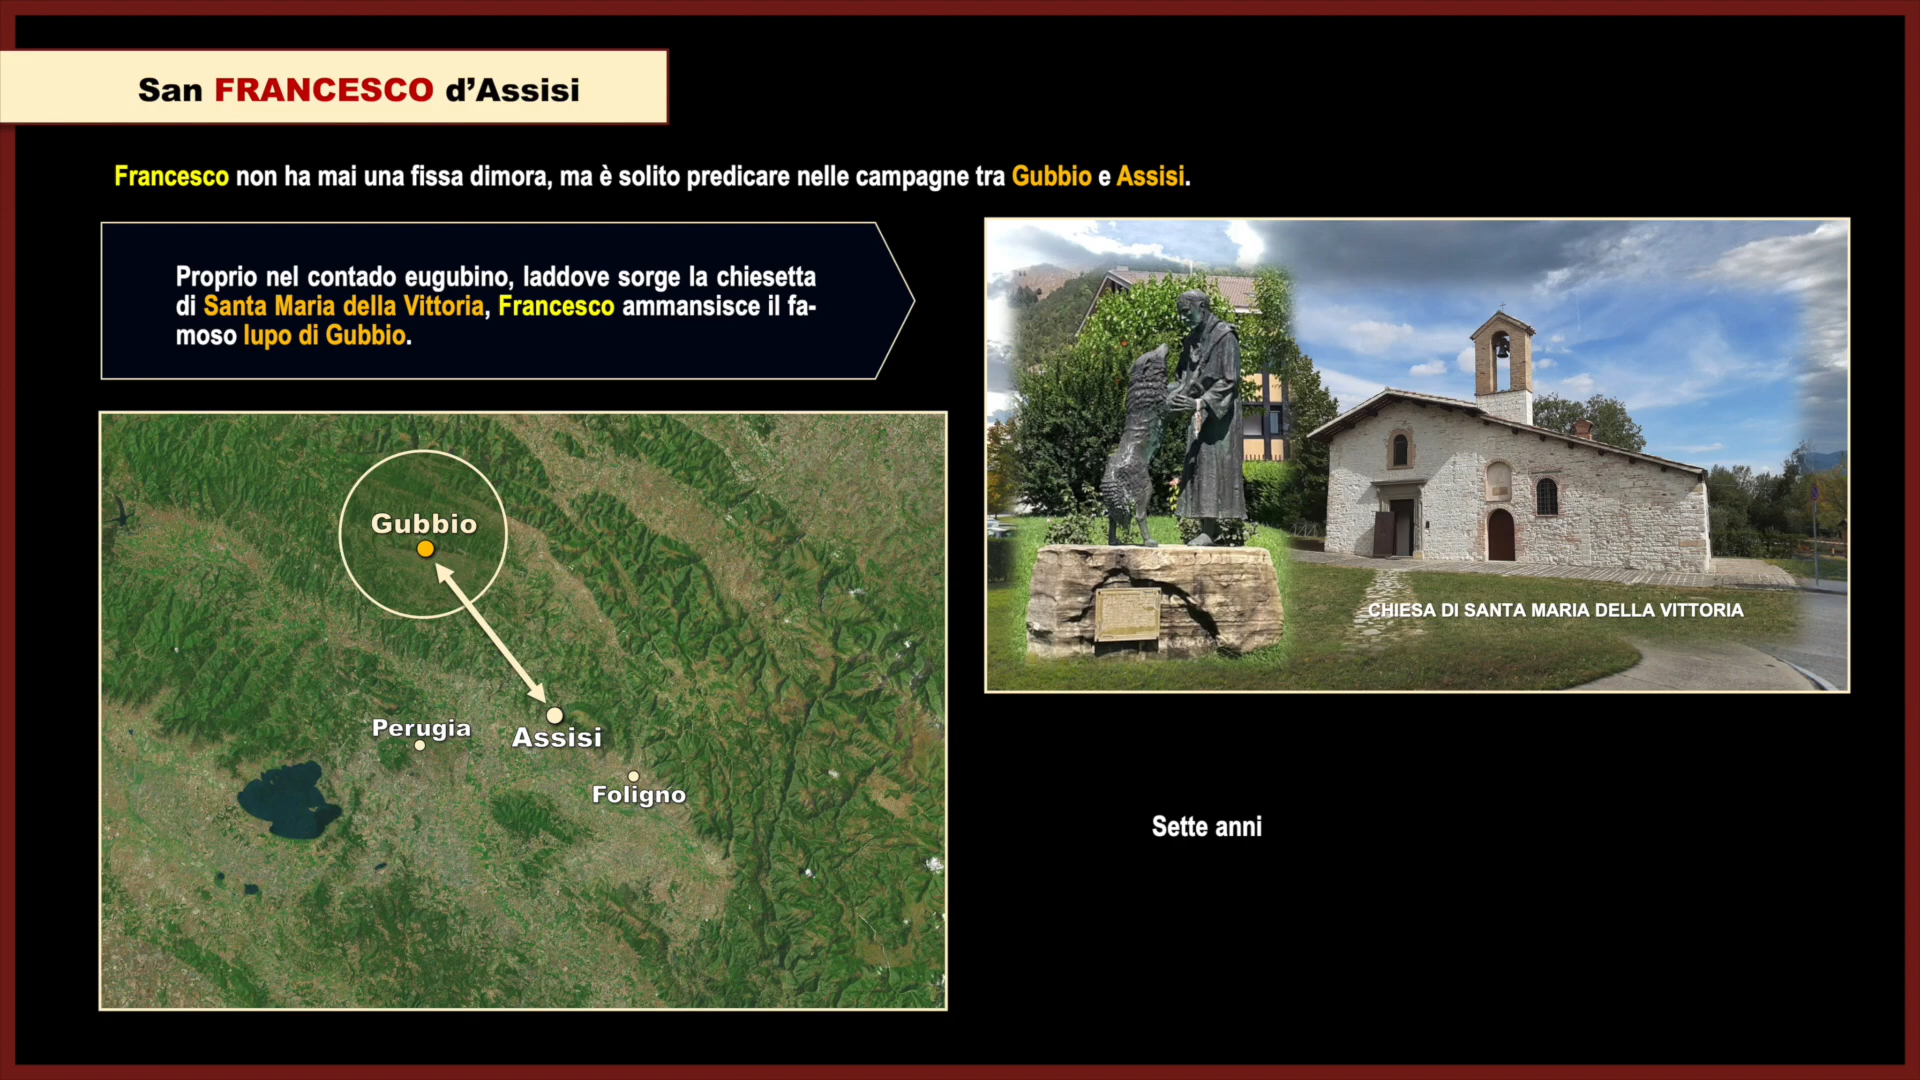 San FRANCESCO d’Assisi
Francesco non ha mai una fissa dimora, ma è solito predicare nelle campagne tra Gubbio e Assisi.
Proprio nel contado eugubino, laddove sorge la chiesetta
di Santa Maria della Vittoria, Francesco ammansisce il fa-
moso lupo di Gubbio.
Gubbio
Perugia
Assisi
Foligno
CHIESA DI SANTA MARIA DELLA VITTORIA
Sette anni